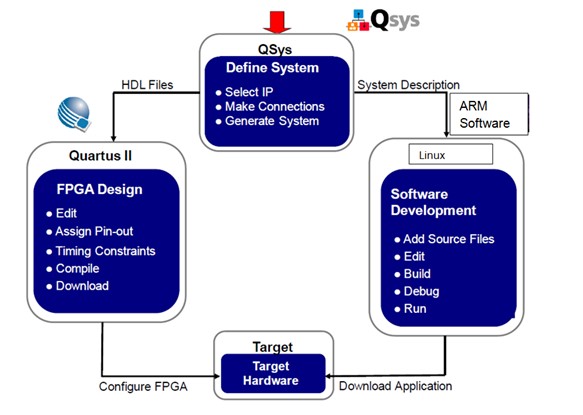 Qsys
QSys
Define System
Select IP
Make Connections
Generate System
HDL Files
System Description
ARM
Software
Quartus II
FPGA Design
Edit
Assign Pin-out
Timing Constraints
Compile
Download
Linux
Software
Development
Add Source Files
Edit
Build
Debug
Run
Target
Target
Hardware
Configure FPGA
Download Application